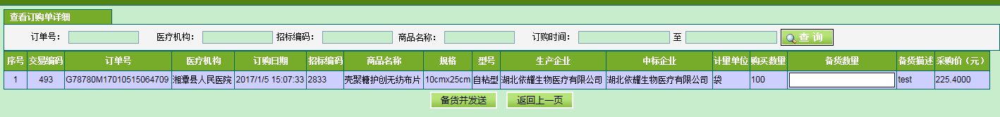 查看订购单详细
订单号： 医疗机构： 招标编码： 商品名称： 订购时间： 至 查 询
序号 交易编码 订单号 医疗机构 订购日期 招标编码 商品名称 规格 型号 生产企业 中标企业 计量单位 购买数量 备货数量 备货描述 采购价（元）
1 493 G78780M17010515064709 湘潭县人民医院 2017/1/5 15:07:33 2833 壳聚糖护创无纺布片 10cmx25cm 自粘型 湖北依耀生物医疗有限公司 湖北依耀生物医疗有限公司 袋 100 test 225.4000
备货并发送 返回上一页